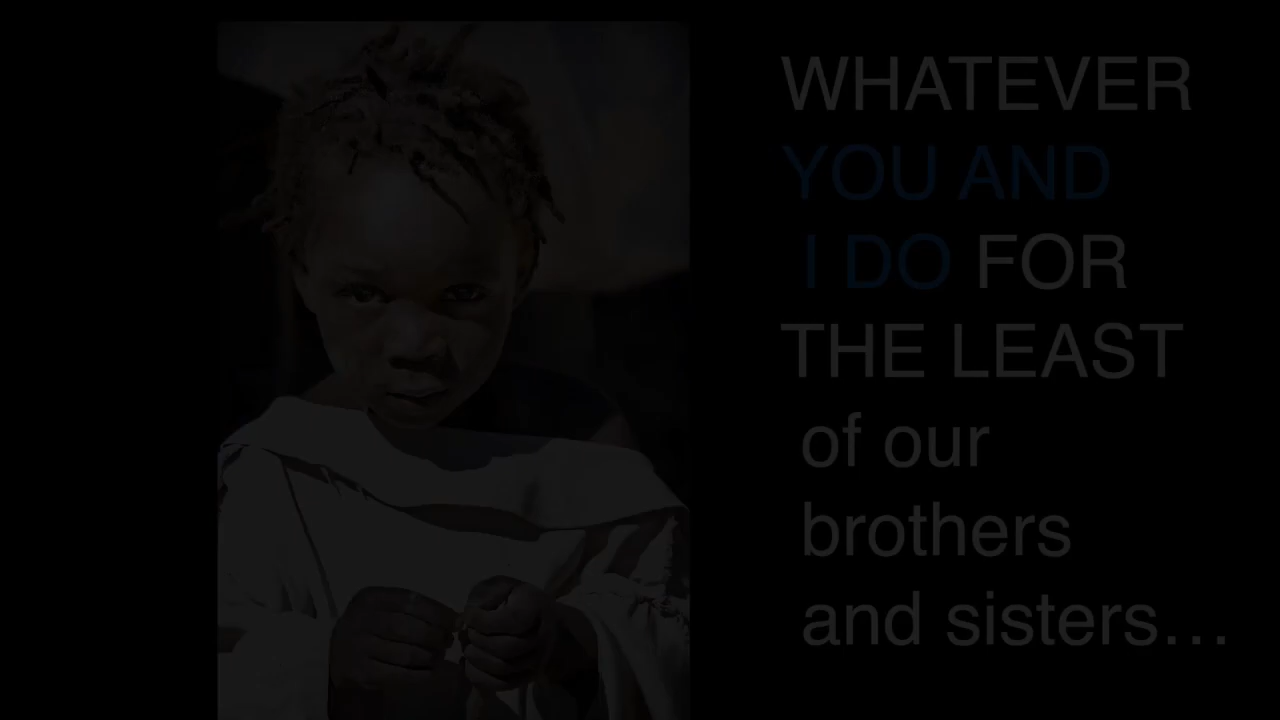 WHATEVER
YOU AND
I DO FOR
THE LEAST
of our
brothers
and sisters…